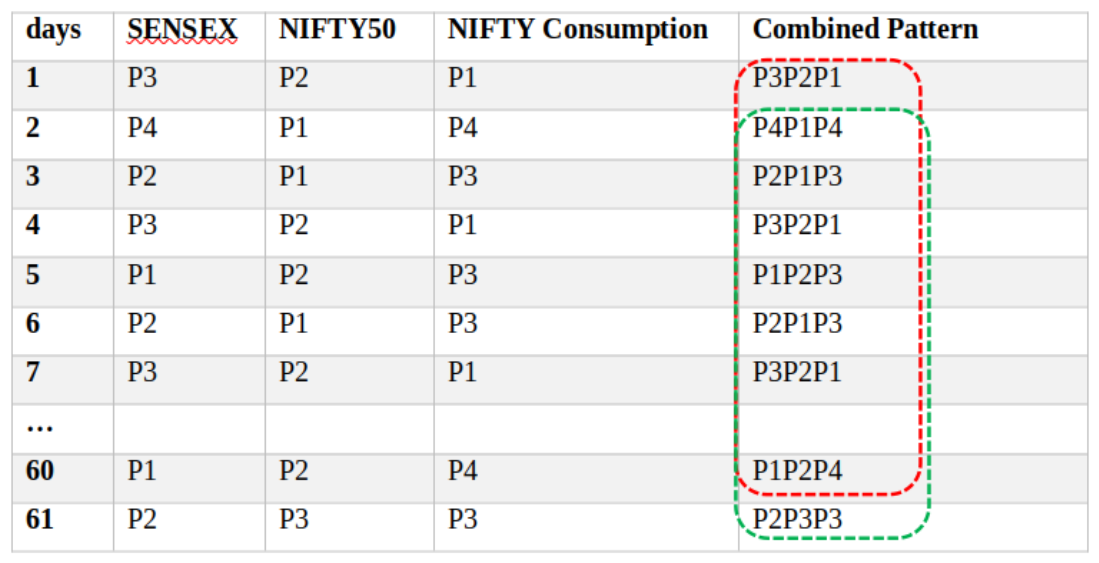 days SENSEX NIFTY50 NIFTY Consumption Combined Pattern
1 P3 P2 P1 P3P2P1
2 P4 P1 P4 P4P1P4
3 P2 P1 P3 P2P1P3
4 P3 P2 P1 P3P2P1
5 P1 P2 P3 P1P2P3
6 P2 P1 P3 P2P1P3
7 P3 P2 P1 P3P2P1
...
60 P1 P2 P4 P1P2P4
61 P2 P3 P3 P2P3P3